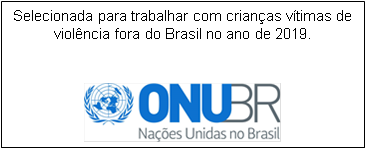 Selecionada para trabalhar com crianças vítimas de
violência fora do Brasil no ano de 2019.
ONUBR
Nações Unidas no Brasil